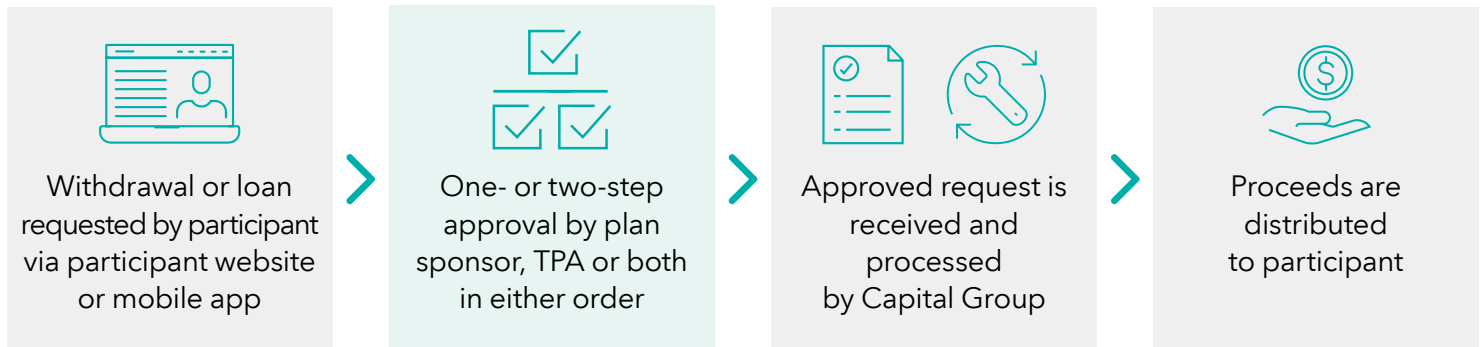 Withdrawal or loan
requested by participant
via participant website
or mobile app
One- or two-step
approval by plan
sponsor, TPA or both
in either order
Approved request is
received and
processed
by Capital Group
$
Proceeds are
distributed
to participant